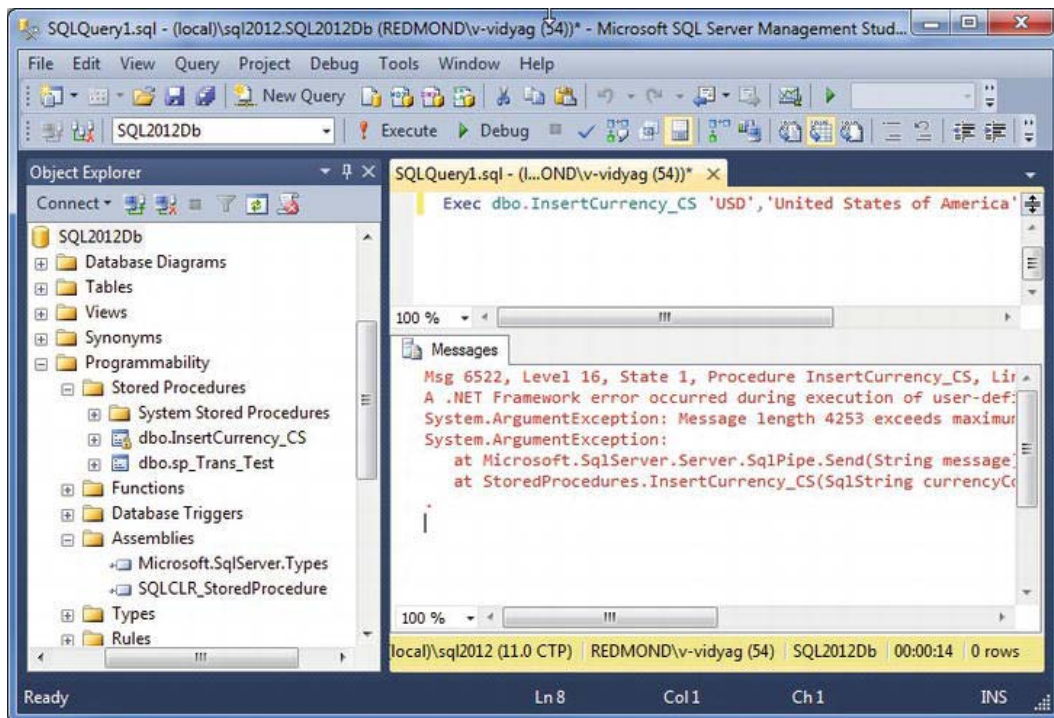 SQLQuery1.sql - (local)\sql2012.SQL2012Db (REDMOND\v-vidyag (54))* - Microsoft SQL Server Management Stud...
File Edit View Query Project Debug Tools Window Help
New Query
SQL2012Db Execute Debug
Object Explorer
Connect
SQL2012Db
Database Diagrams
Tables
Views
Synonyms
Programmability
Stored Procedures
System Stored Procedures
dbo.InsertCurrency_CS
dbo.sp_Trans_Test
Functions
Database Triggers
Assemblies
Microsoft.SqlServer.Types
SQLCLR_StoredProcedure
Types
Rules
SQLQuery1.sql - (l...OND\v-vidyag (54))*
Exec dbo.InsertCurrency_CS 'USD','United States of America'
100 %
Messages
Msg 6522, Level 16, State 1, Procedure InsertCurrency_CS,
A .NET Framework error occurred during execution of
System.ArgumentException: Message length 4253 exceeds
System.ArgumentException:
at Microsoft.SqlServer.Server.SqlPipe.Send(String message
at StoredProcedures.InsertCurrency_CS(SqlString
.
100 %
(local)\sql2012 (11.0 CTP) REDMOND\v-vidyag (54) SQL2012Db 00:00:14 0 rows
Ready Ln 8 Col 1 Ch 1 INS